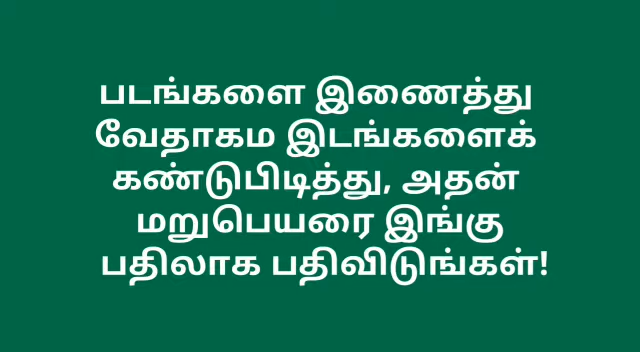 படங்களை இணைத்து
வேதாகம இடங்களைக்
கண்டுபிடித்து, அதன்
மறுபெயரை இங்கு
பதிலாக பதிவிடுங்கள்!